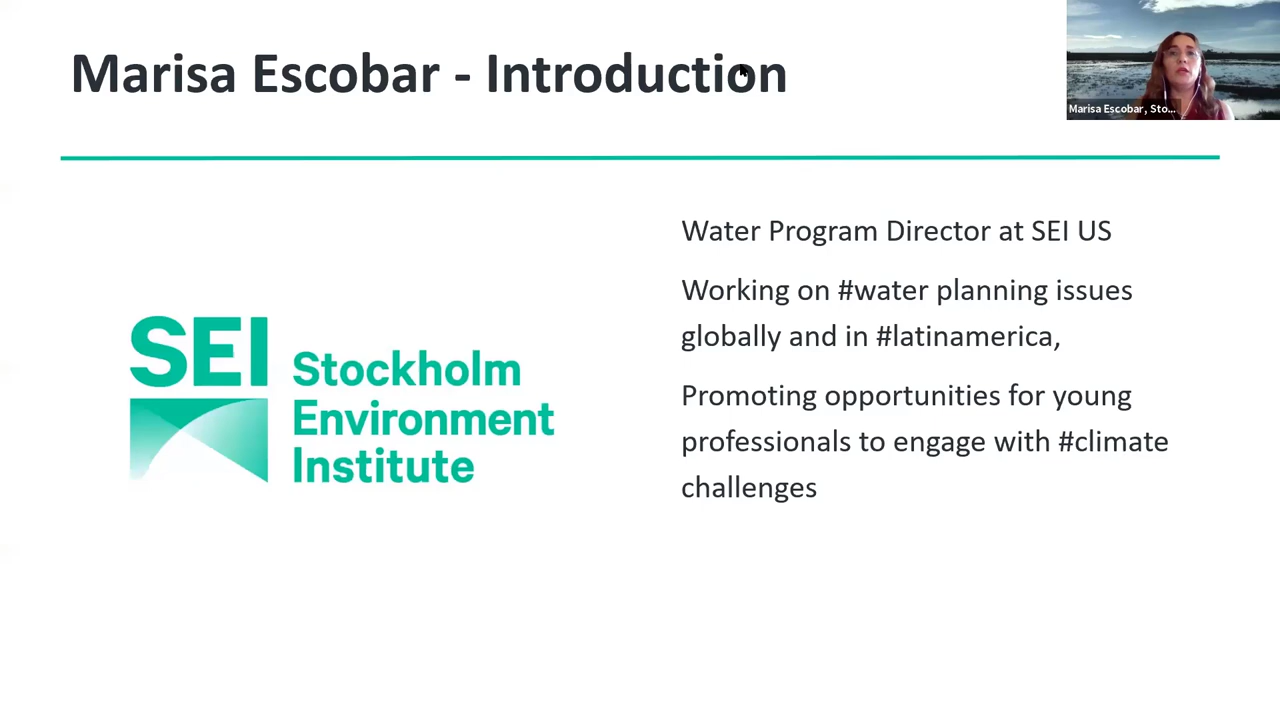 Marisa Escobar - Introduction
Marisa Escobar, Sto...
Water Program Director at SEI US
Working on #water planning issues
globally and in #latinamerica,
Promoting opportunities for young
professionals to engage with #climate
challenges
SEI
Stockholm
Environment
Institute